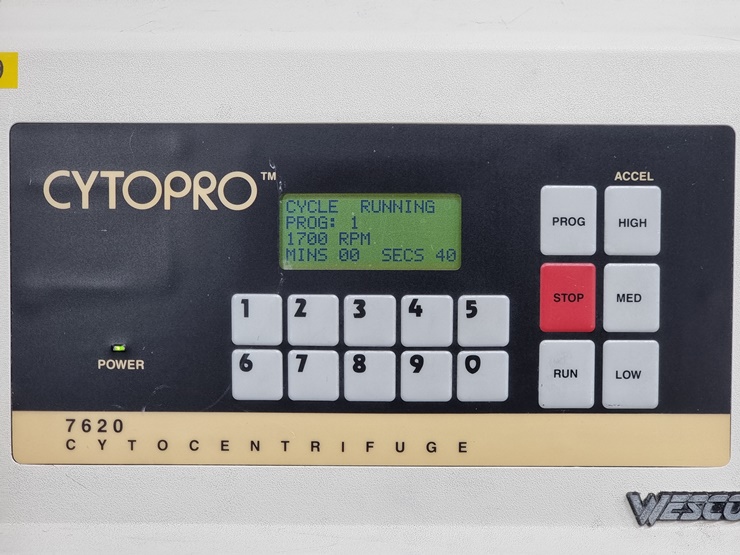 CYTOPRO™
CYCLE RUNNING
PROG: 1
1700 RPM
MINS 00 SECS 40
ACCEL
PROG HIGH
STOP MED
RUN LOW
1 2 3 4 5
6 7 8 9 0
POWER
7620
CYTOCENTRIFUGE